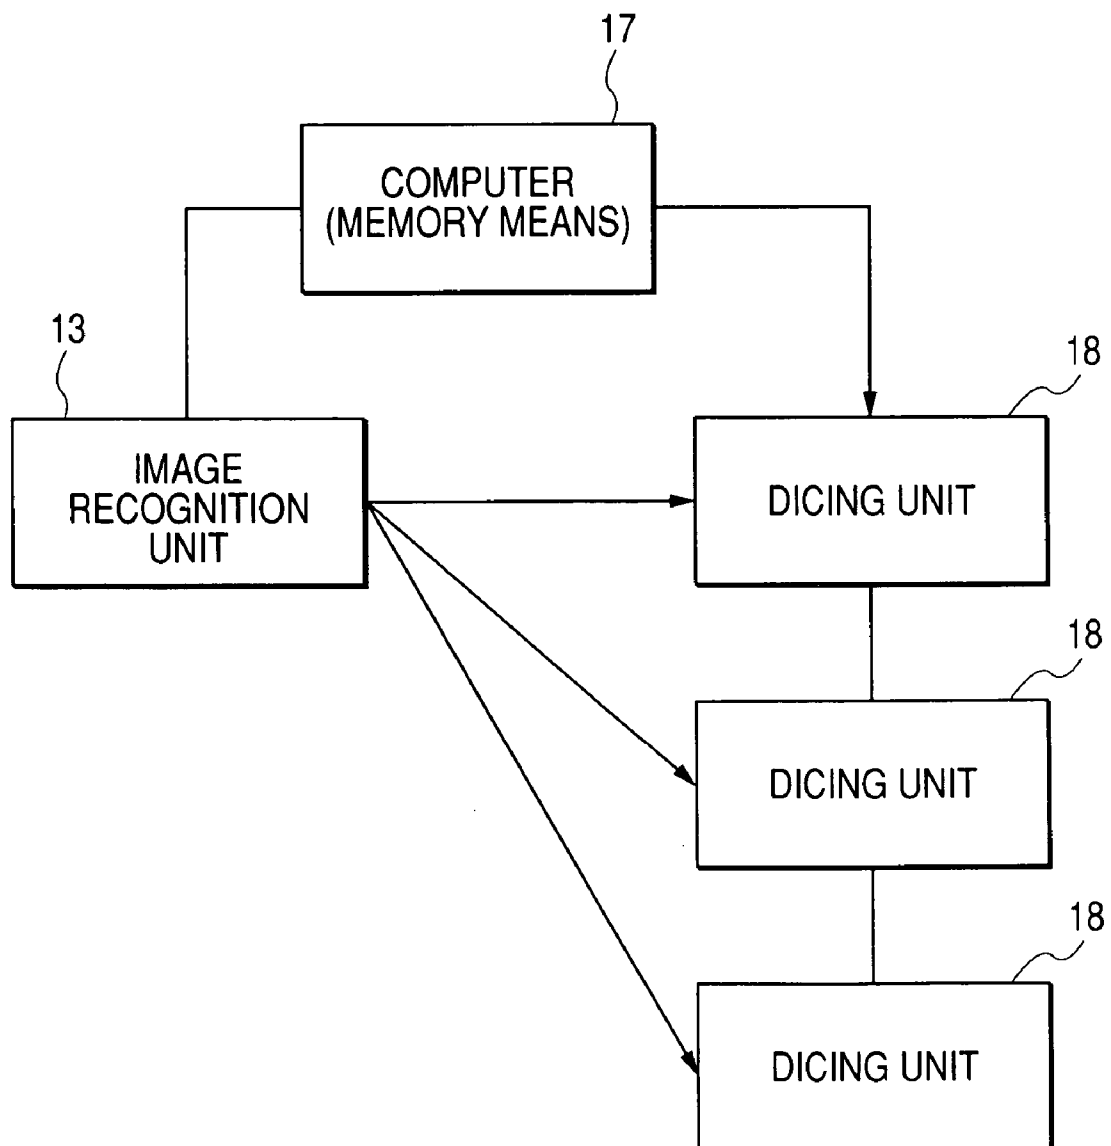 17
COMPUTER
(MEMORY MEANS)
13
18
IMAGE
RECOGNITION
UNIT
DICING UNIT
18
DICING UNIT
18
DICING UNIT